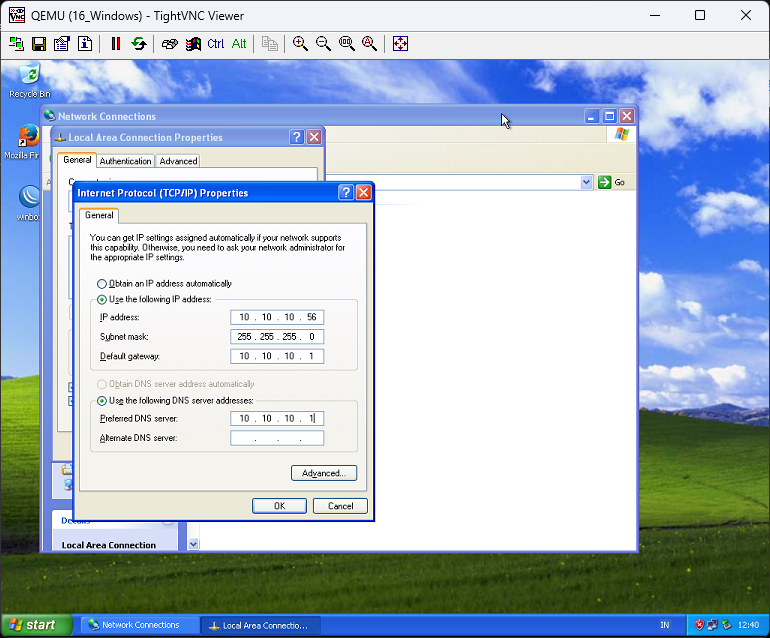 QEMU (16_Windows) - TightVNC Viewer
Ctrl Alt
Recycle Bin
Network Connections
Local Area Connection Properties
General Authentication Advanced
Mozilla Fir
Go
Internet Protocol (TCP/IP) Properties
winbo
General
You can get IP settings assigned automatically if your network supports
this capability. Otherwise, you need to ask your network administrator for
the appropriate IP settings.
Obtain an IP address automatically
Use the following IP address:
IP address: 10 . 10 . 10 . 56
Subnet mask: 255 . 255 . 255 . 0
Default gateway: 10 . 10 . 10 . 1
Obtain DNS server address automatically
Use the following DNS server addresses:
Preferred DNS server: 10 . 10 . 10 . 1
Alternate DNS server: . . .
Advanced...
OK Cancel
Details
Local Area Connection
start Network Connections Local Area Connectio... IN 12:40